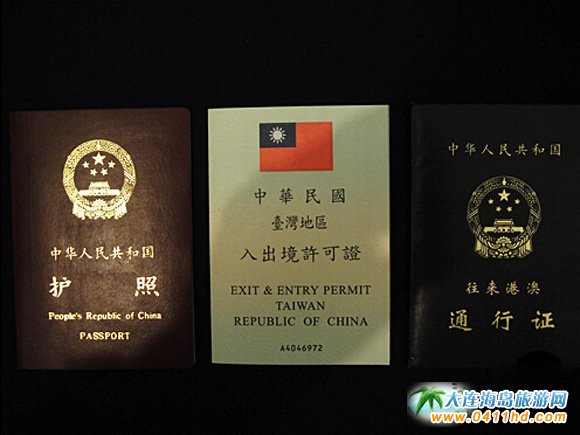 中华人民共和国
护 照
People's Republic of China
PASSPORT
中華民國
臺灣地區
入出境許可證
EXIT & ENTRY PERMIT
TAIWAN
REPUBLIC OF CHINA
A4046972
中华人民共和国
往来港澳
通行证
大连海岛旅游网
www.0411hd.com